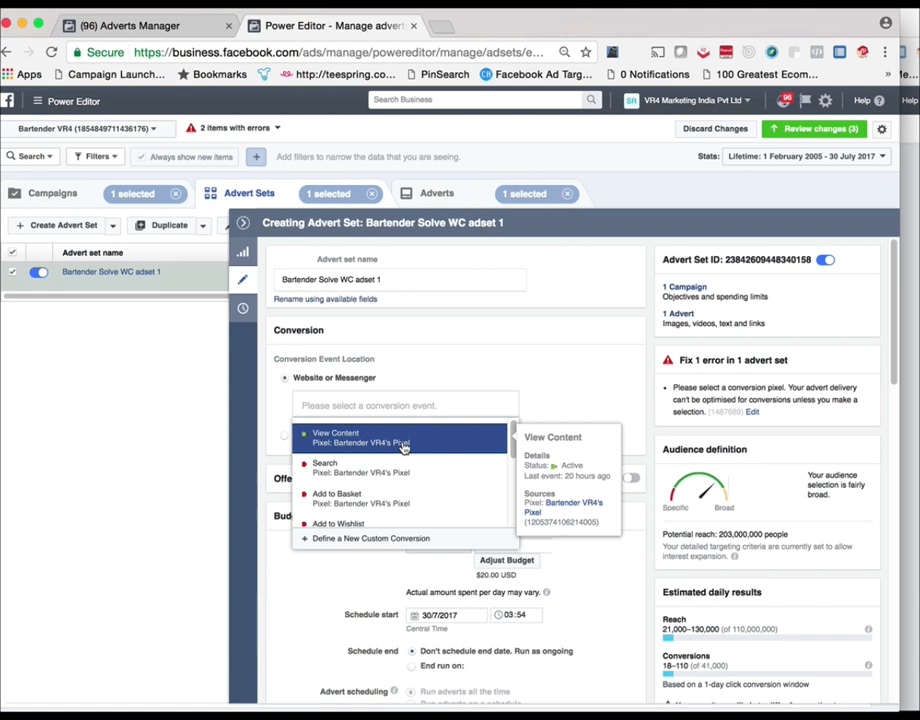 (96) Adverts Manager
Power Editor - Manage advert
Secure
https://business.facebook.com/ads/manage/powereditor/manage/adsets/e...
Apps
Campaign Launch...
Bookmarks
http://teespring.co...
PinSearch
Facebook Ad Targ...
0 Notifications
100 Greatest Ecom...
Power Editor
Search Business
VR4 Marketing India Pvt Ltd
96
Help
Help
Bartender VR4 (1854849711436176)
2 items with errors
Discard Changes
Review changes (3)
Search
Filters
Always show new items
Add filters to narrow the data that you are seeing.
Stats:
Lifetime: 1 February 2005 - 30 July 2017
Campaigns
1 selected
Advert Sets
1 selected
Adverts
1 selected
+ Create Advert Set
Duplicate
Creating Advert Set: Bartender Solve WC adset 1
Advert set name
Bartender Solve WC adset 1
Advert set name
Bartender Solve WC adset 1
Rename using available fields
Conversion
Conversion Event Location
Website or Messenger
Please select a conversion event.
View Content
Pixel: Bartender VR4's Pixel
Search
Pixel: Bartender VR4's Pixel
Add to Basket
Pixel: Bartender VR4's Pixel
Add to Wishlist
+ Define a New Custom Conversion
View Content
Details
Status: Active
Last event: 20 hours ago
Sources
Pixel: Bartender VR4's
Pixel
(1205374106214005)
Offe
Bud
Adjust Budget
$20.00 USD
Actual amount spent per day may vary.
Schedule start
30/7/2017
03:54
Central Time
Schedule end
Don't schedule end date. Run as ongoing
End run on:
Advert scheduling
Run adverts all the time
Advert Set ID: 23842609448340158
1 Campaign
Objectives and spending limits
1 Advert
Images, videos, text and links
Fix 1 error in 1 advert set
Please select a conversion pixel. Your advert delivery
can't be optimised for conversions unless you make a
selection. (1487689) Edit
Audience definition
Specific
Broad
Your audience
selection is fairly
broad.
Potential reach: 203,000,000 people
Your detailed targeting criteria are currently set to allow
interest expansion.
Estimated daily results
Reach
21,000–130,000 (of 110,000,000)
Conversions
18–110 (of 41,000)
Based on a 1-day click conversion window